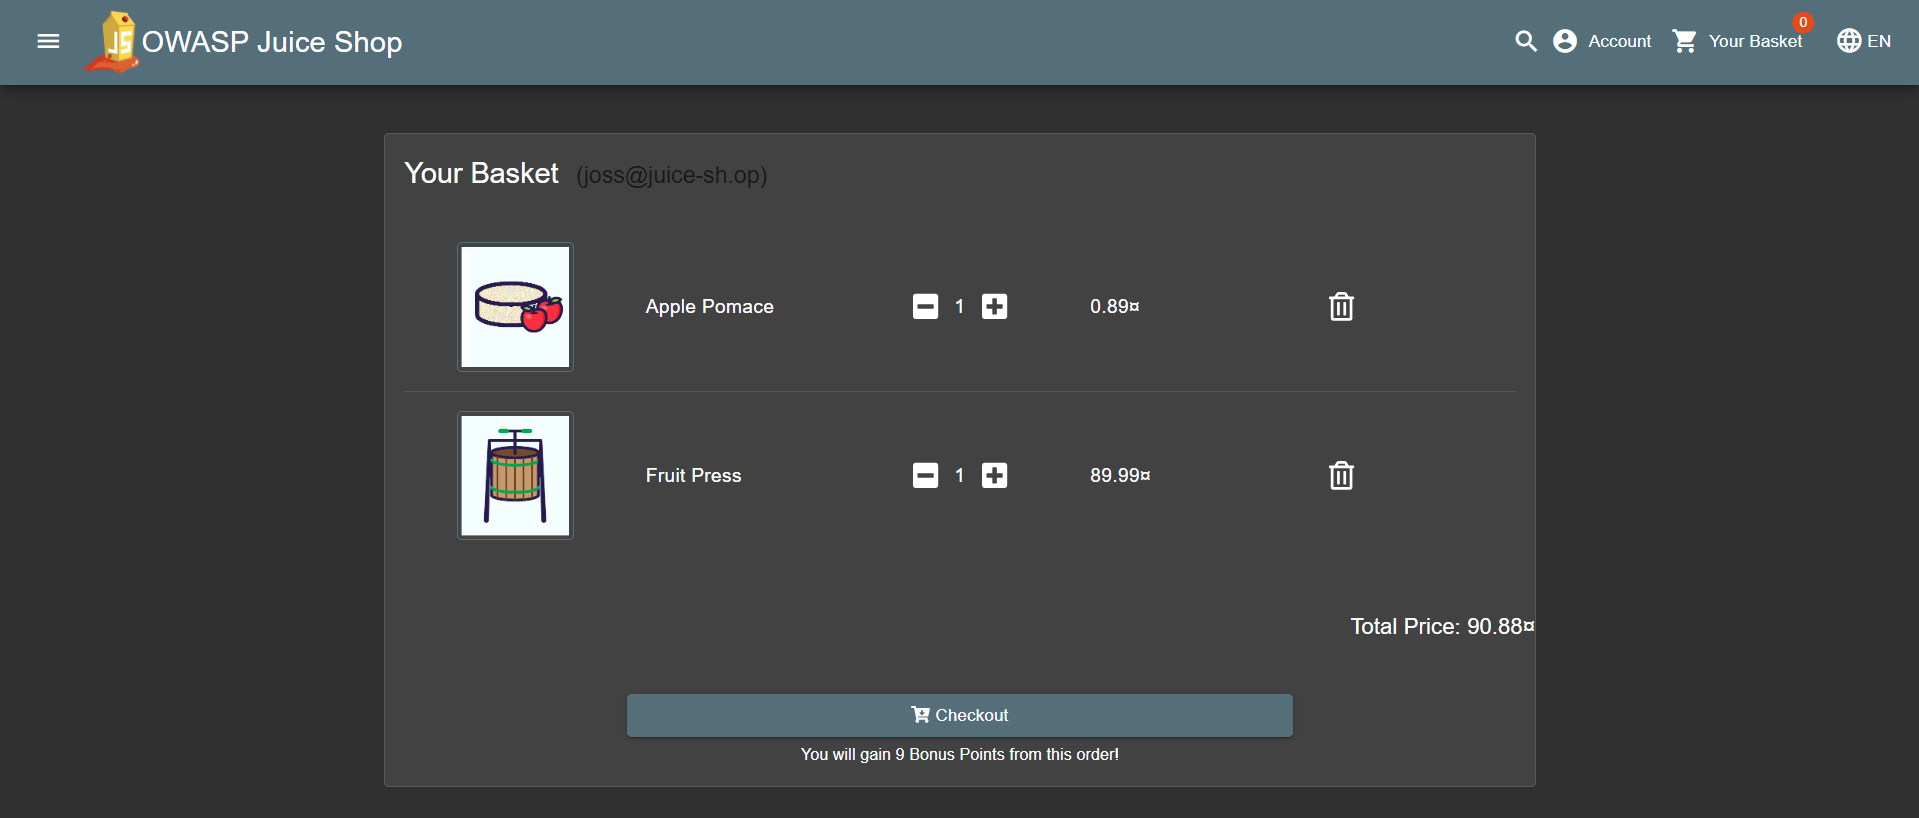 OWASP Juice Shop
Account
Your Basket
0
EN
Your Basket (joss@juice-sh.op)
Apple Pomace 1 0.89¤
Fruit Press 1 89.99¤
Total Price: 90.88¤
Checkout
You will gain 9 Bonus Points from this order!